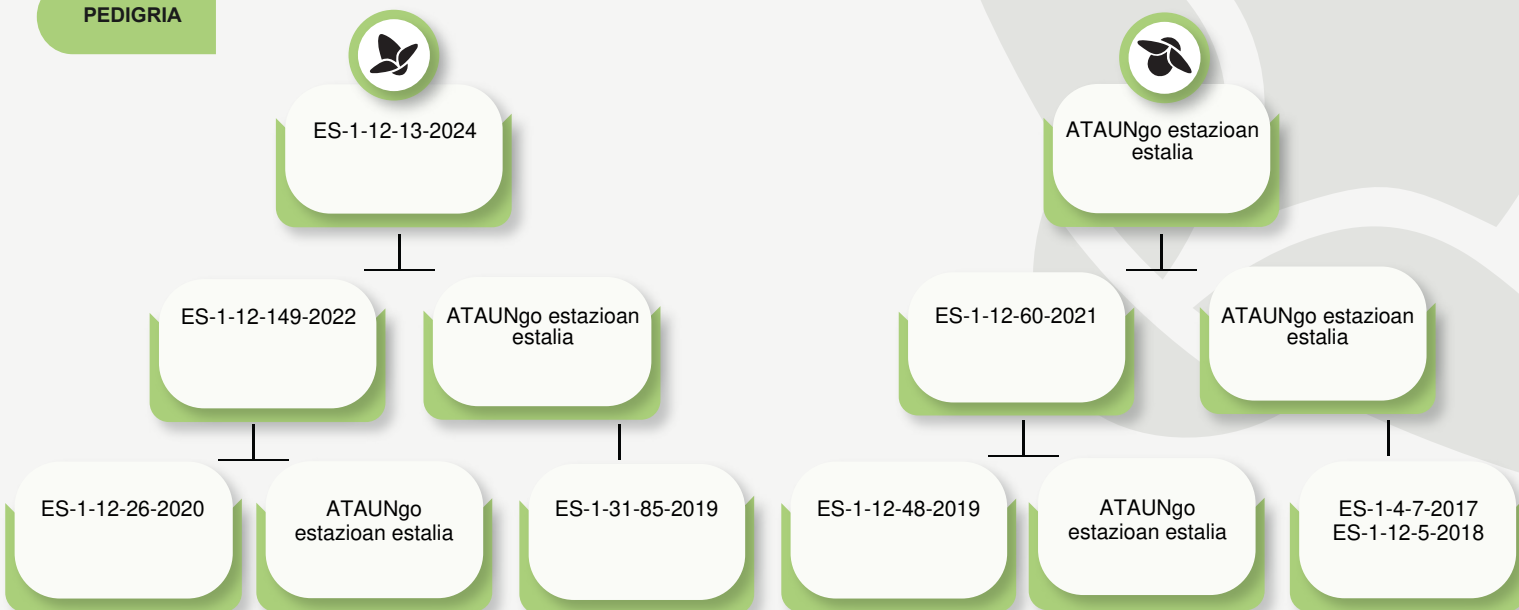 PEDIGRIA
ES-1-12-13-2024
ATAUNgo estazioan
estalia
ES-1-12-149-2022
ATAUNgo estazioan
estalia
ES-1-12-60-2021
ATAUNgo estazioan
estalia
ES-1-12-26-2020
ATAUNgo
estazioan estalia
ES-1-31-85-2019
ES-1-12-48-2019
ATAUNgo
estazioan estalia
ES-1-4-7-2017
ES-1-12-5-2018